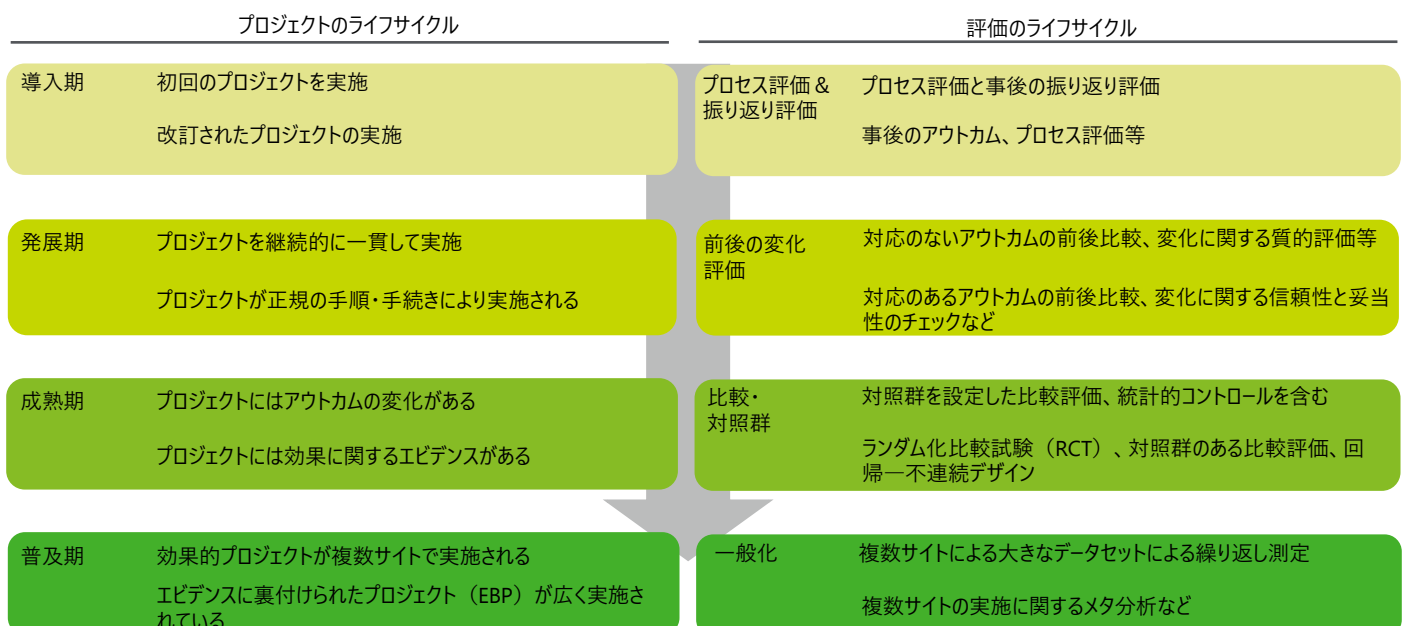 プロジェクトのライフサイクル
評価のライフサイクル
導入期
初回のプロジェクトを実施
改訂されたプロジェクトの実施
プロセス評価 &
振り返り評価
プロセス評価と事後の振り返り評価
事後のアウトカム、プロセス評価等
発展期
プロジェクトを継続的に一貫して実施
プロジェクトが正規の手順・手続きにより実施される
前後の変化
評価
対応のないアウトカムの前後比較、変化に関する質的評価等
対応のあるアウトカムの前後比較、変化に関する信頼性と妥当
性のチェックなど
成熟期
プロジェクトにはアウトカムの変化がある
プロジェクトには効果に関するエビデンスがある
比較・
対照群
対照群を設定した比較評価、統計的コントロールを含む
ランダム化比較試験（RCT）、対照群のある比較評価、回
帰―不連続デザイン
普及期
効果的プロジェクトが複数サイトで実施される
エビデンスに裏付けられたプロジェクト（EBP）が広く実施さ
れている
一般化
複数サイトによる大きなデータセットによる繰り返し測定
複数サイトの実施に関するメタ分析など